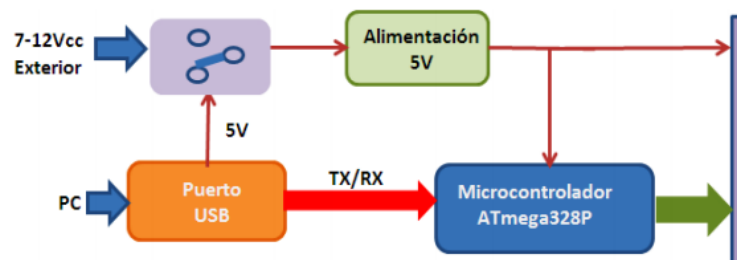 7-12Vcc
Exterior
Alimentación
5V
5V
PC
Puerto
USB
TX/RX
Microcontrolador
ATmega328P